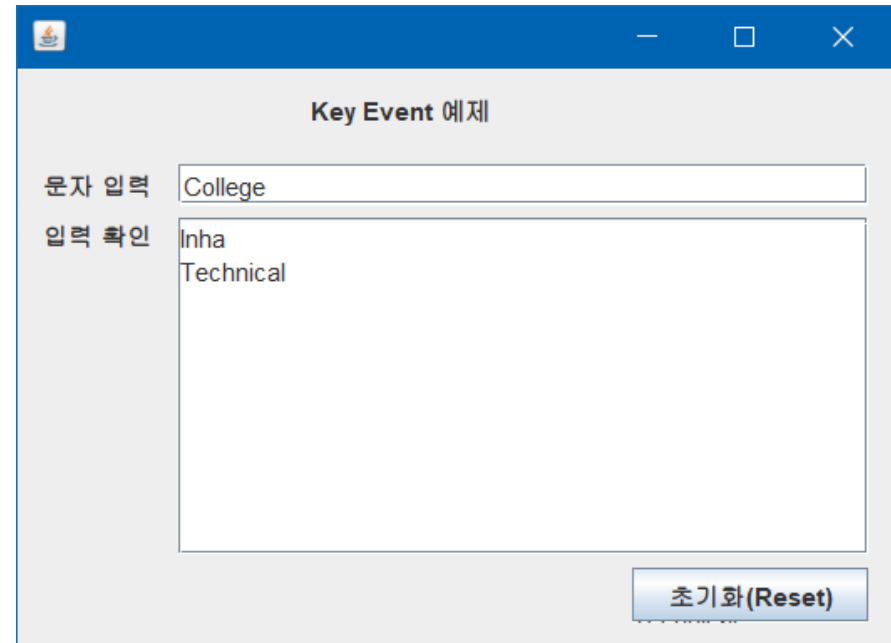 Key Event 예제
문자 입력 College
입력 확인 Inha
Technical
초기화(Reset)